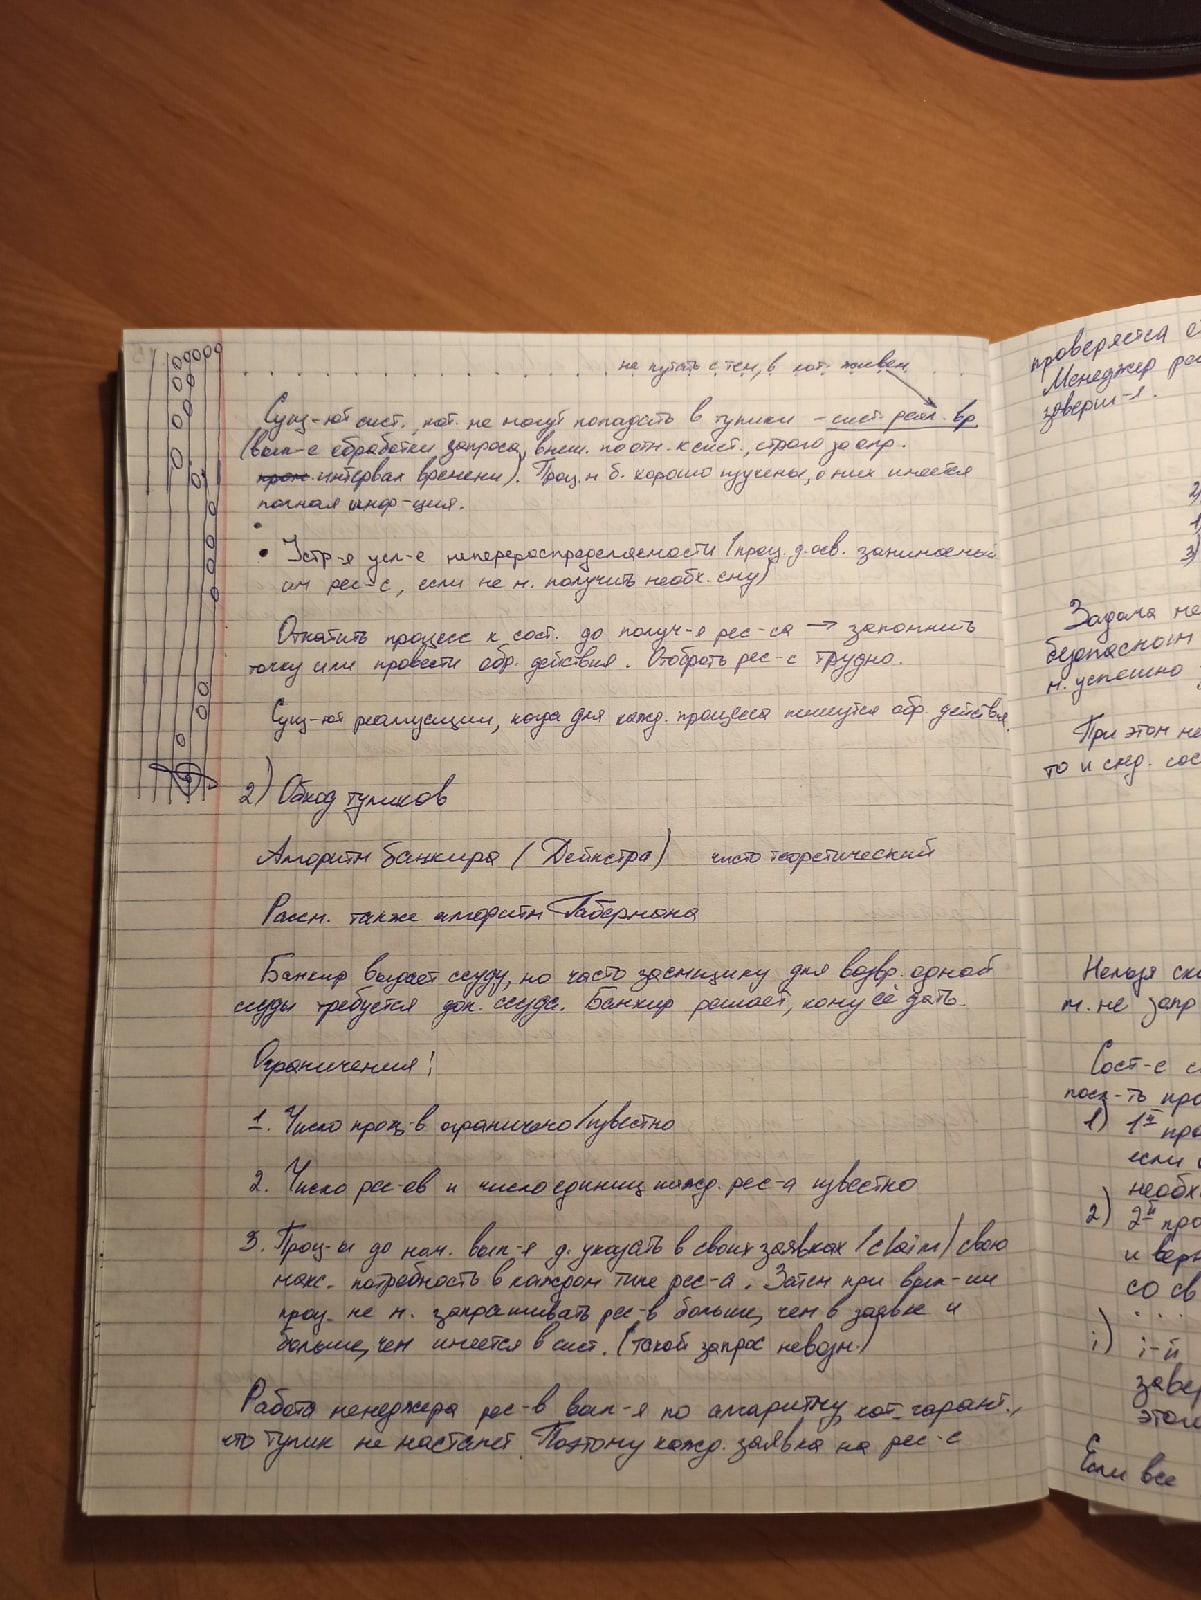 не путать с тем, в кот. живем
Сущ-ют сист., кот. не могут попадать в тупики – сист. реал. вр.
(вып-е обработки запроса, внеш. по отн. к сист., строго за опр.
интервал времени). Проц. м б. хорошо изучены, о них имеется
полная инф-ция.
• Устр-я усл-е неперераспределяемости (проц. д. осв. занимаемый
им рес-с, если не м. получить необх. ему)
Откатить процесс к сост. до получ-я рес-са → запомнить
точку или провести обр. действия. Отобрать рес-с трудно.
Сущ-ют реализации, когда для кажд. процесса пишутся обр. действия.
2) Обход тупиков
Алгоритм банкира (Дейкстра) чисто теоретический
Рассм. также алгоритм Габермана
Банкир выдает ссуду, но часто заемщику для возвр. одной
ссуды требуется доп. ссуда. Банкир решает, кому её дать.
Ограничения:
1. Число проц-в ограничено/известно
2. Число рес-ов и число единиц кажд. рес-а известно
3. Проц-ы до нач. вып-я д. указать в своих заявках (claim) свою
макс. потребность в каждом типе рес-а. Затем при вып-ии
проц. не м. запрашивать рес-в больше, чем в заявке и
больше, чем имеется в сист. (такой запрос невозм.)
Работа менеджера рес-в вып-я по алгоритму, кот. гарант.,
что тупик не настанет. Поэтому кажд. заявка на рес-с
проверяется с
Менеджер рес
заверш-я.
2)
1)
3)
Задача не
безопасном
м. успешно
При этом не
то и след. сос
Нельзя ска
м. не запр
Сост-е с
посл-ть про
1) 1й про
если
необх.
2) 2й про
и верн
со св
...
i) i-й
завер
этом
Если все